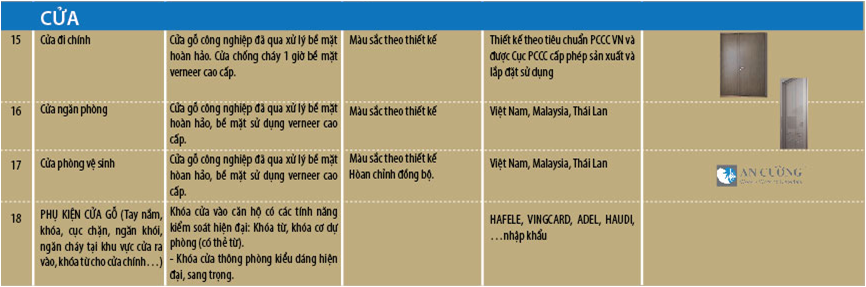 CỬA
15
Cửa đi chính
Cửa gỗ công nghiệp đã qua xử lý bề mặt
hoàn hảo. Cửa chống cháy 1 giờ bề mặt
verneer cao cấp.
Màu sắc theo thiết kế
Thiết kế theo tiêu chuẩn PCCC VN và
được Cục PCCC cấp phép sản xuất và
lắp đặt sử dụng
16
Cửa ngăn phòng
Cửa gỗ công nghiệp đã qua xử lý bề mặt
hoàn hảo, bề mặt sử dụng verneer cao
cấp.
Màu sắc theo thiết kế
Việt Nam, Malaysia, Thái Lan
17
Cửa phòng vệ sinh
Cửa gỗ công nghiệp đã qua xử lý bề mặt
hòan hảo, bề mặt sử dụng verneer cao
cấp.
Màu sắc theo thiết kế
Hòan chỉnh đồng bộ.
Việt Nam, Malaysia, Thái Lan
AN CƯỜNG
18
PHỤ KIỆN CỬA GỖ (Tay nắm,
khóa, cục chặn, ngăn khói,
ngăn cháy tại khu vực cửa ra
vào, khóa từ cho cửa chính…)
Khóa cửa vào căn hộ có các tính năng
kiểm soát hiện đại: Khóa từ, khóa cơ dự
phòng (có thẻ từ).
- Khóa cửa thông phòng kiểu dáng hiện
đại, sang trọng.
HAFELE, VINGCARD, ADEL, HAUDI,
…nhập khẩu